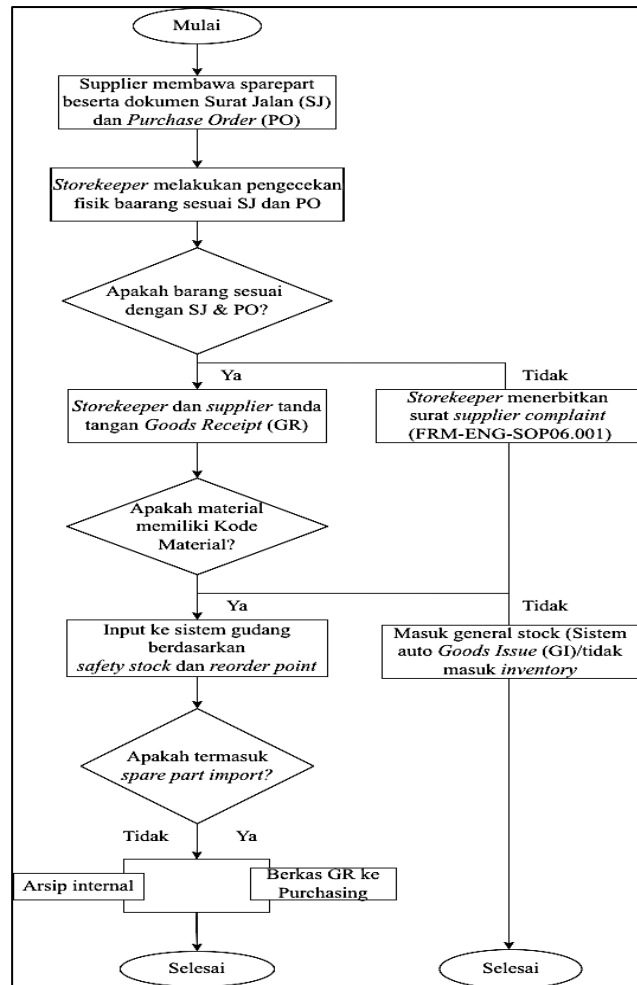 Mulai
Supplier membawa sparepart
beserta dokumen Surat Jalan (SJ)
dan Purchase Order (PO)
Storekeeper melakukan pengecekan
fisik baarang sesuai SJ dan PO
Apakah barang sesuai
dengan SJ & PO?
Ya
Tidak
Storekeeper dan supplier tanda
tangan Goods Receipt (GR)
Storekeeper menerbitkan
surat supplier complaint
(FRM-ENG-SOP06.001)
Apakah material
memiliki Kode
Material?
Ya
Tidak
Input ke sistem gudang
berdasarkan
safety stock dan reorder point
Masuk general stock (Sistem
auto Goods Issue (GI)/tidak
masuk inventory
Apakah termasuk
spare part import?
Tidak
Ya
Arsip internal
Berkas GR ke
Purchasing
Selesai
Selesai